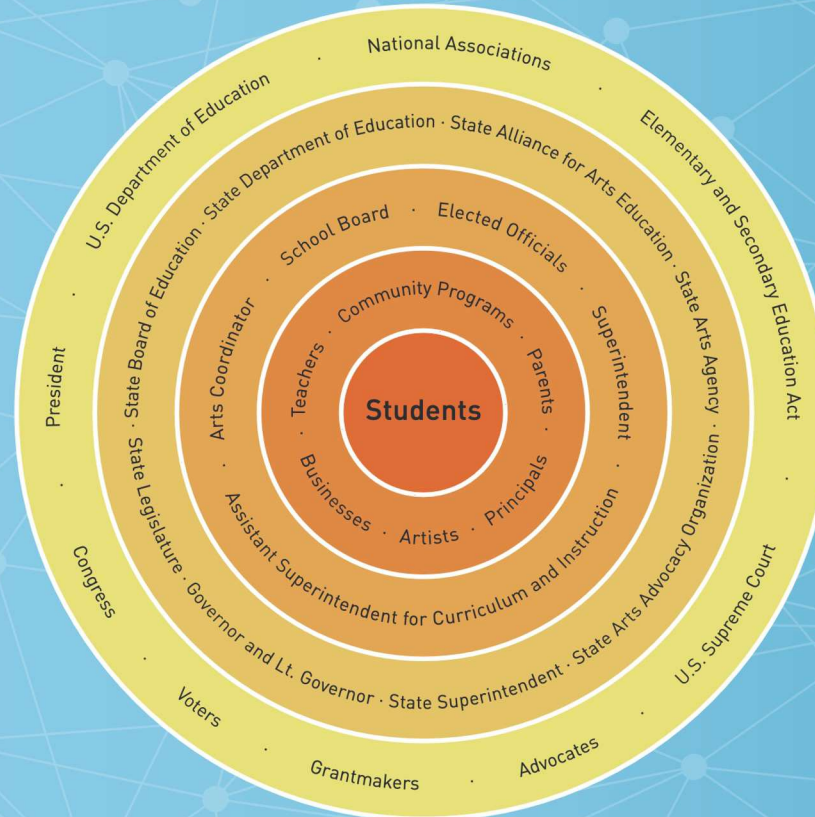 National Associations
·
Elementary and Secondary Education Act
·
U.S. Supreme Court
·
Advocates
·
Grantmakers
·
Voters
·
Congress
·
President
·
U.S. Department of Education
·
State Board of Education · State Department of Education · State Alliance for Arts Education · State Arts Agency ·
State Legislature · Governor and Lt. Governor · State Superintendent · State Arts Advocacy Organization ·
School Board · Elected Officials · Superintendent ·
Assistant Superintendent for Curriculum and Instruction ·
Arts Coordinator ·
Community Programs · Parents · Principals · Artists · Businesses · Teachers ·
Students